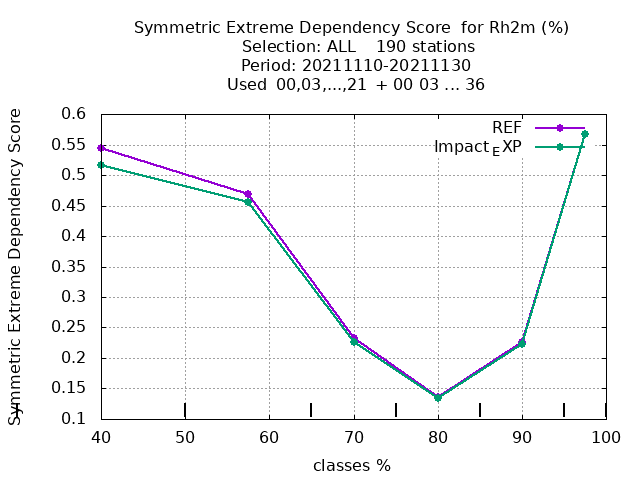 Symmetric Extreme Dependency Score for Rh2m (%)
Selection: ALL 190 stations
Period: 20211110-20211130
Used 00,03,...,21 + 00 03 ... 36
Symmetric Extreme Dependency Score
0.6
0.55
0.5
0.45
0.4
0.35
0.3
0.25
0.2
0.15
0.1
REF
Impact_EXP
40
50
60
70
80
90
100
classes %